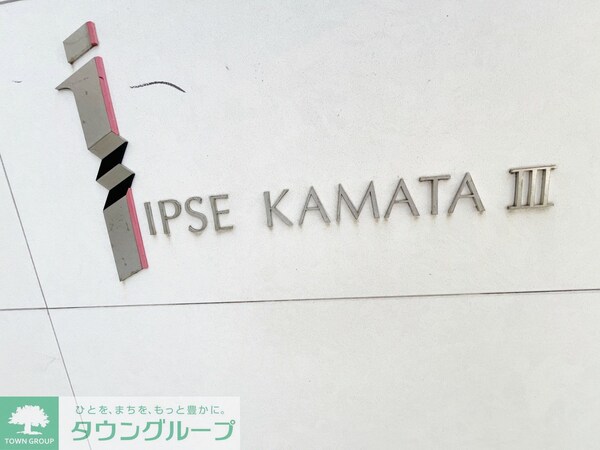 i
IPSE KAMATA III
ひとを、まちを、もっと豊かに。
タウングループ
TOWN GROUP